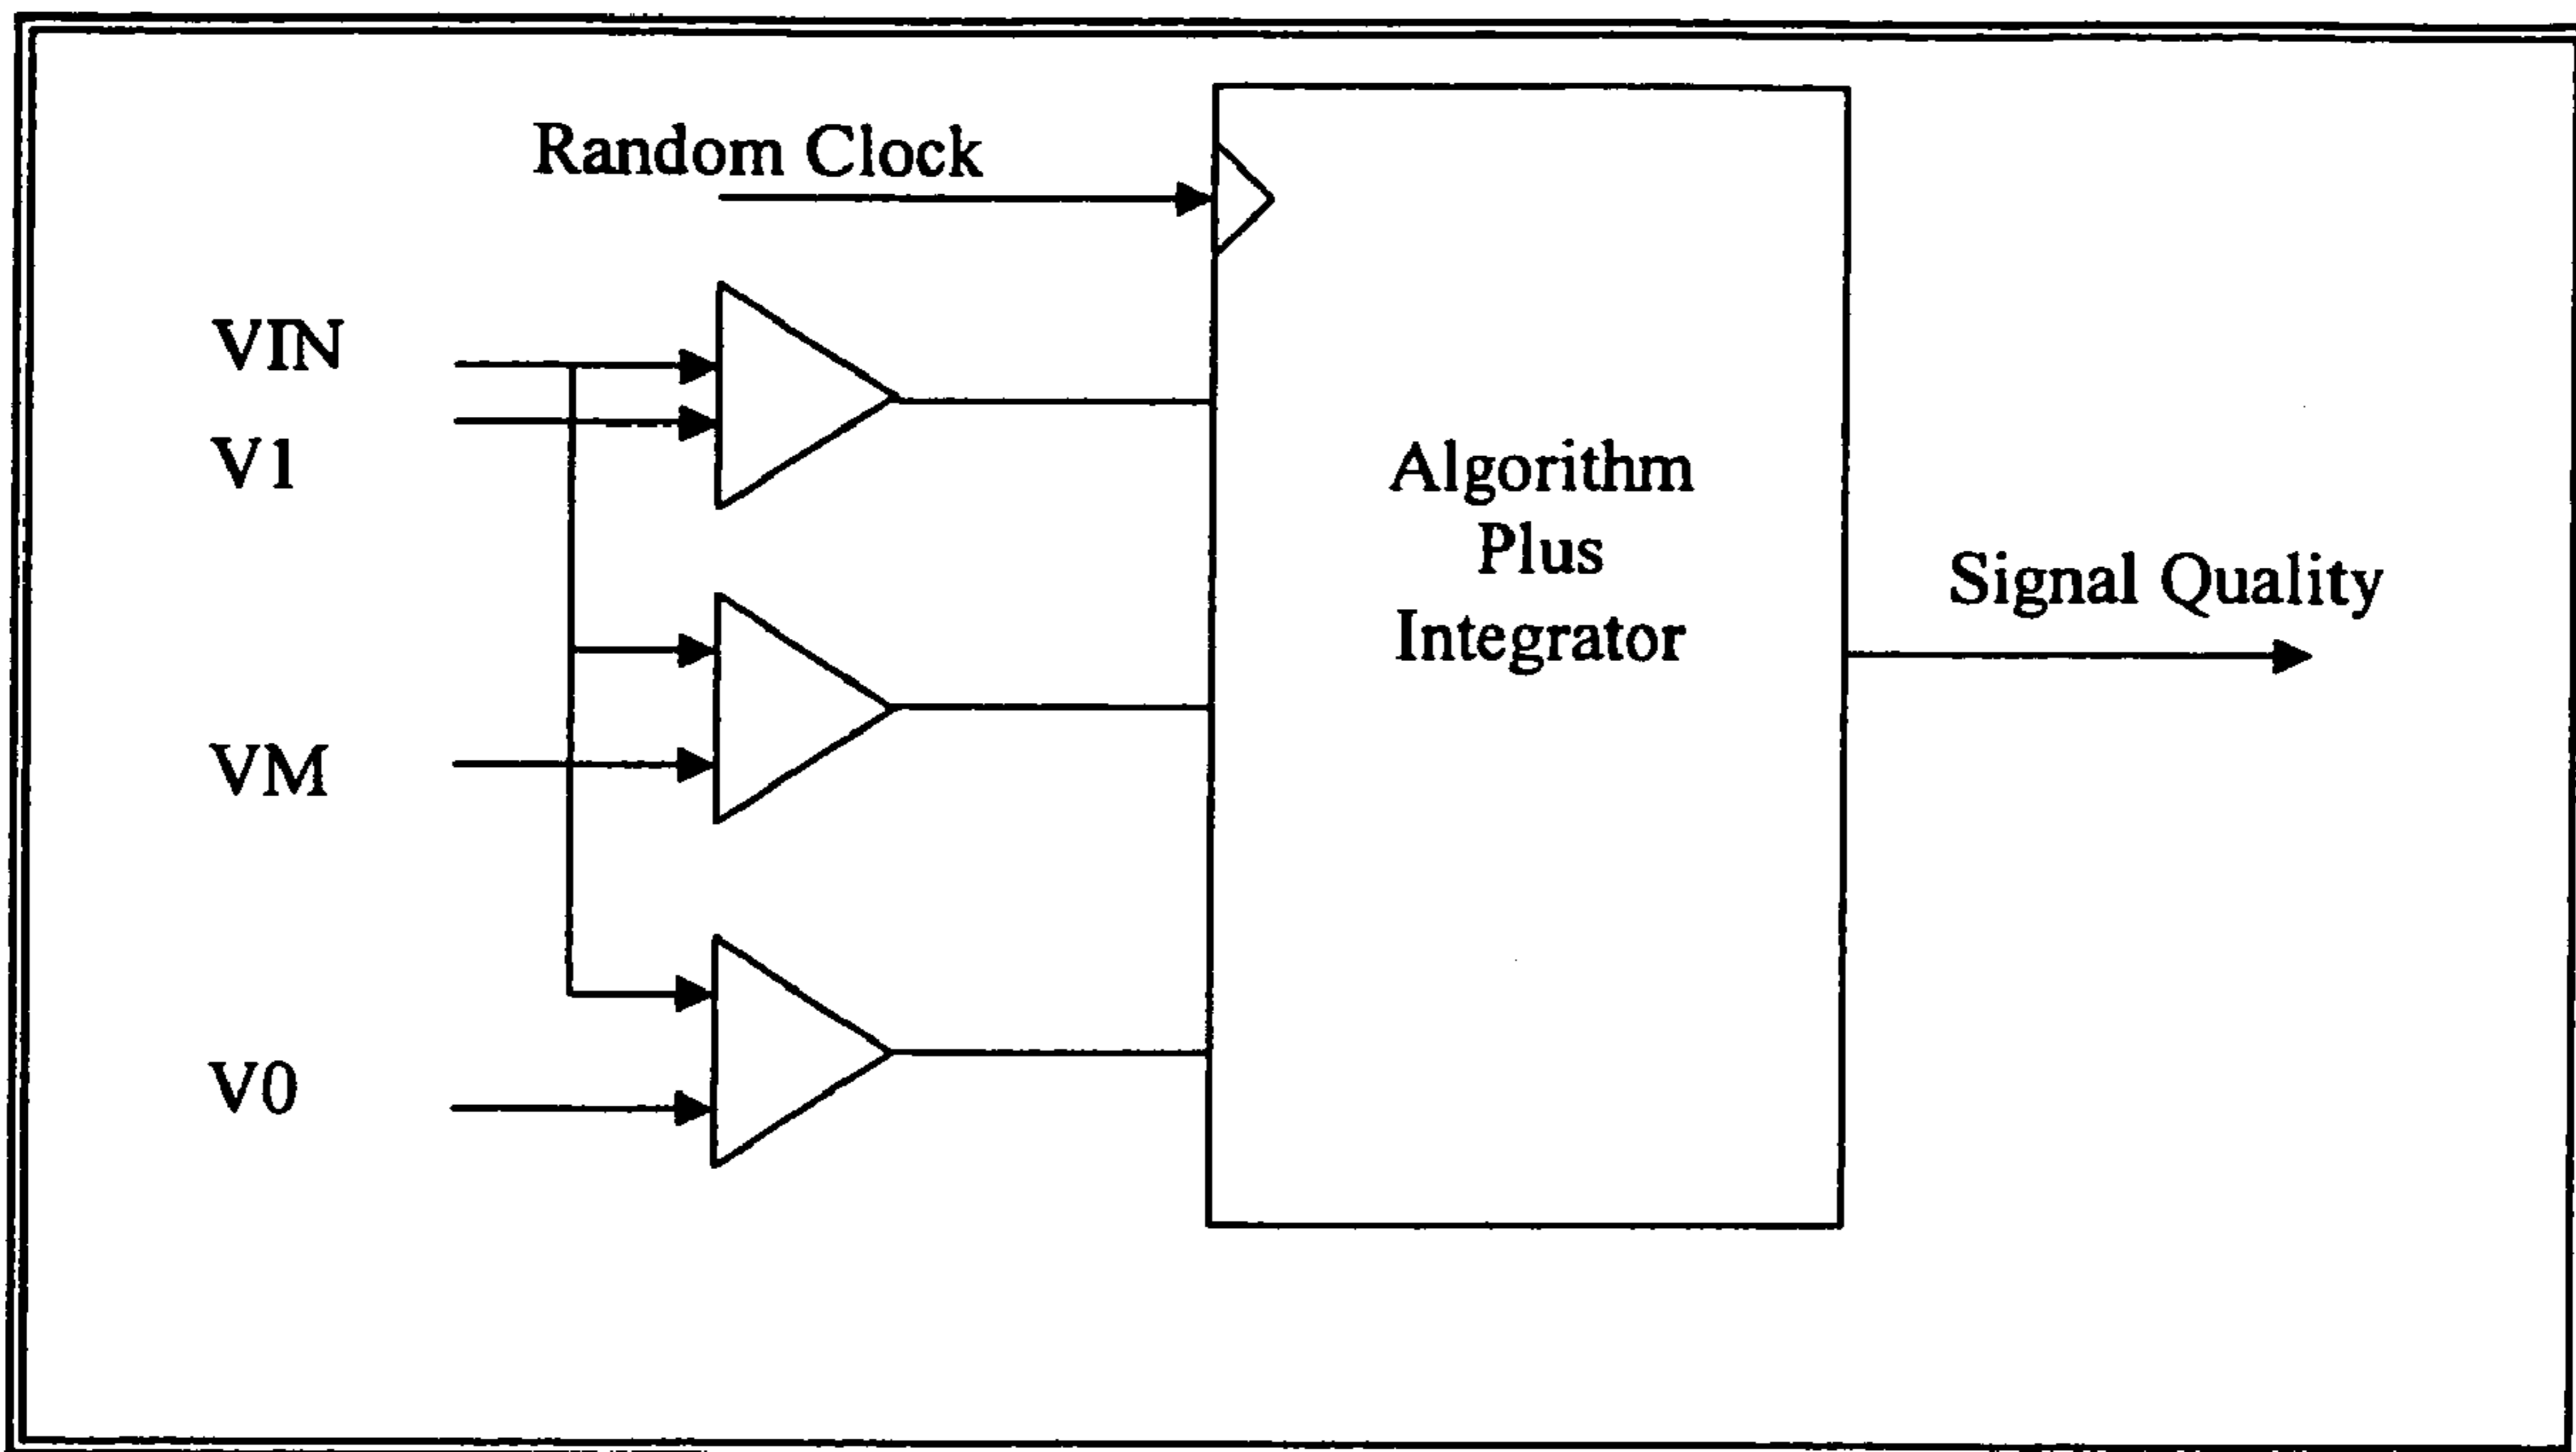 Random Clock
VIN
V1
VM
V0
Algorithm
Plus
Integrator
Signal Quality